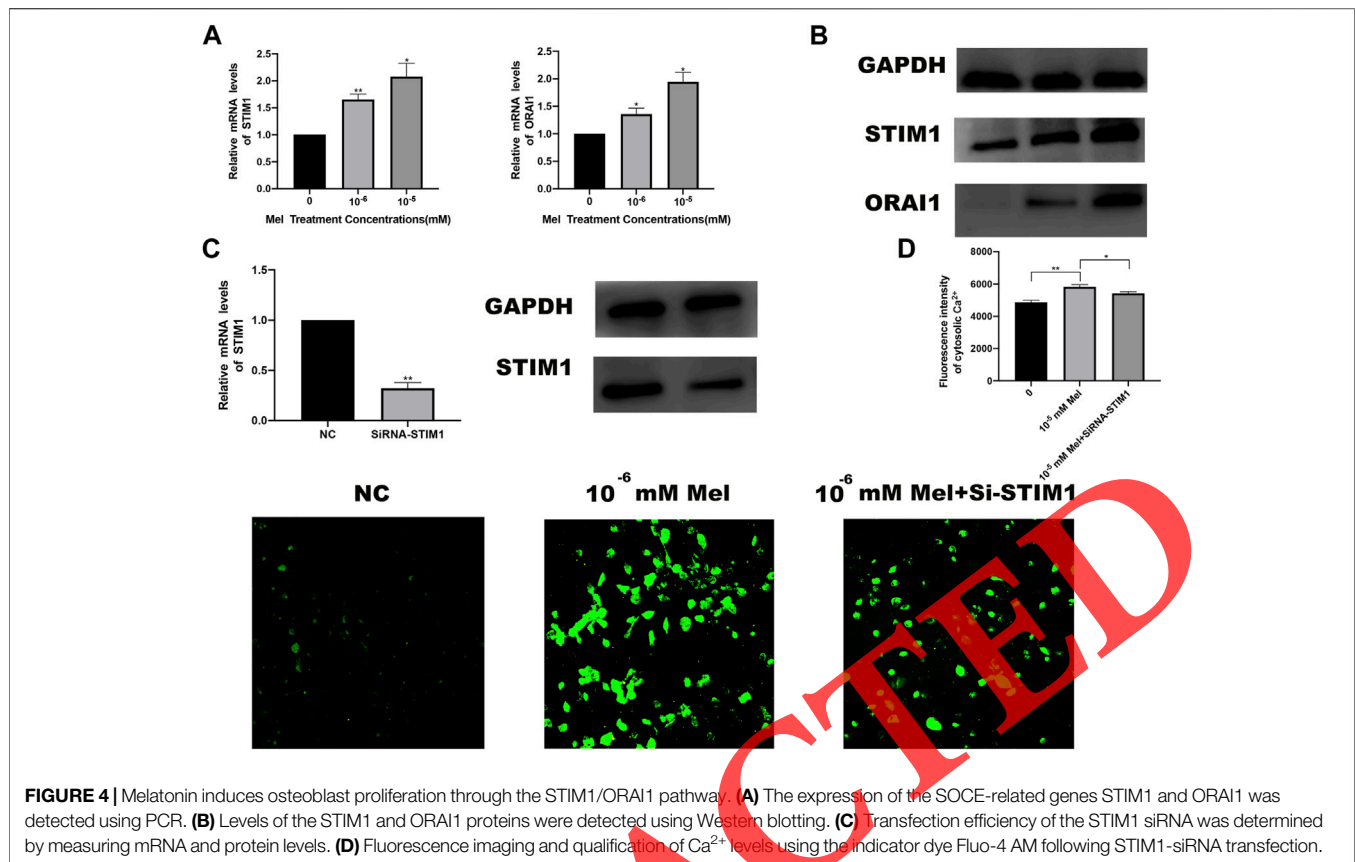 A
Relative mRNA levels
of STIM1
2.5
2.0
1.5
1.0
0.5
0.0
**
*
0
10⁻⁶
10⁻⁵
Mel Treatment Concentrations(mM)
Relative mRNA levels
of ORAI1
2.5
2.0
1.5
1.0
0.5
0.0
*
*
0
10⁻⁶
10⁻⁵
Mel Treatment Concentrations(mM)
B
GAPDH
STIM1
ORAI1
C
Relative mRNA levels
of STIM1
1.5
1.0
0.5
0.0
**
NC
SiRNA-STIM1
GAPDH
STIM1
D
Fluorescence intensity
of cytosolic Ca²⁺
8000
6000
4000
2000
0
**
*
0
10⁻⁵ mM Mel
10⁻⁵ mM Mel+SiRNA-STIM1
NC
10⁻⁶ mM Mel
10⁻⁶ mM Mel+Si-STIM1
ACTED
FIGURE 4 | Melatonin induces osteoblast proliferation through the STIM1/ORAI1 pathway. (A) The expression of the SOCE-related genes STIM1 and ORAI1 was
detected using PCR. (B) Levels of the STIM1 and ORAI1 proteins were detected using Western blotting. (C) Transfection efficiency of the STIM1 siRNA was determined
by measuring mRNA and protein levels. (D) Fluorescence imaging and qualification of Ca²⁺ levels using the indicator dye Fluo-4 AM following STIM1-siRNA transfection.